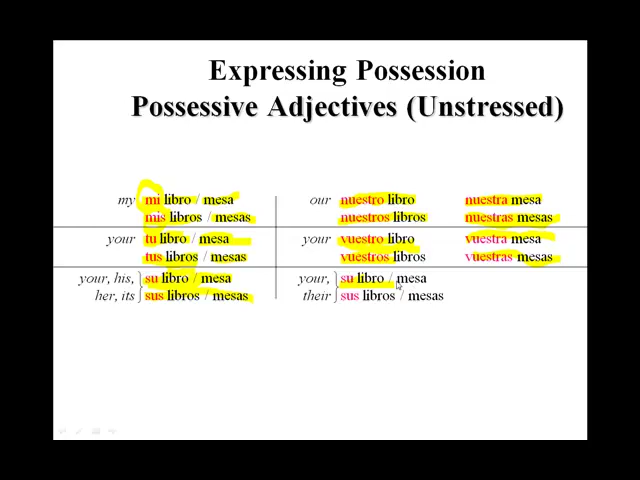 Expressing Possession
Possessive Adjectives (Unstressed)
my mi libro / mesa our nuestro libro nuestra mesa
mis libros / mesas nuestros libros nuestras mesas
your tu libro / mesa your vuestro libro vuestra mesa
tus libros / mesas vuestros libros vuestras mesas
your, his, su libro / mesa your, su libro / mesa
her, its sus libros / mesas their sus libros / mesas